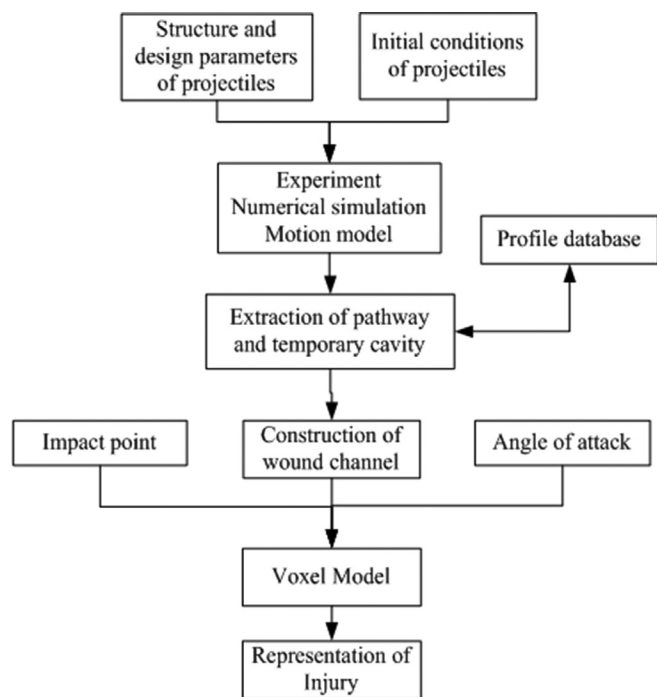 Structure and
design parameters
of projectiles
Initial conditions
of projectiles
Experiment
Numerical simulation
Motion model
Profile database
Extraction of pathway
and temporary cavity
Impact point
Construction of
wound channel
Angle of attack
Voxel Model
Representation of
Injury